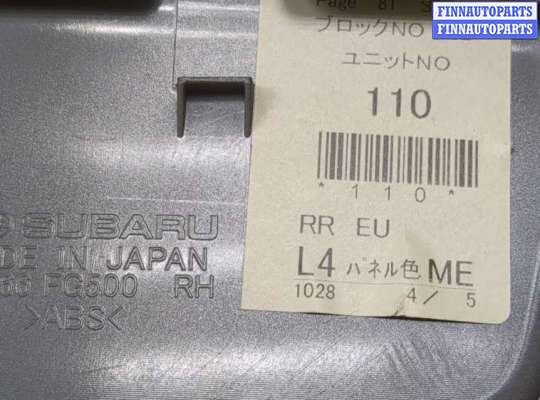 FINNAUTOPARTS
FINNAUTOPARTS
Page 81
ブロックNO
ユニットNO
110
*110*
RR EU
L4 パネル色 ME
1028 4/ 5
SUBARU
DE IN JAPAN
FG500 RH
>ABS<